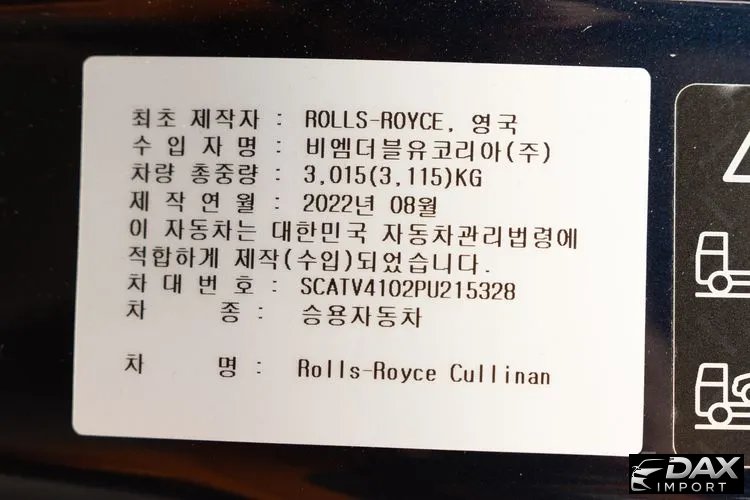 최초 제작자 : ROLLS-ROYCE, 영국
수 입 자 명 : 비엠더블유코리아(주)
차량 총중량 : 3,015(3,115)KG
제 작 연 월 : 2022년 08월
이 자동차는 대한민국 자동차관리법령에
적합하게 제작(수입)되었습니다.
차 대 번 호 : SCATV4102PU215328
차 종 : 승용자동차
차 명 : Rolls-Royce Cullinan
DAX
IMPORT